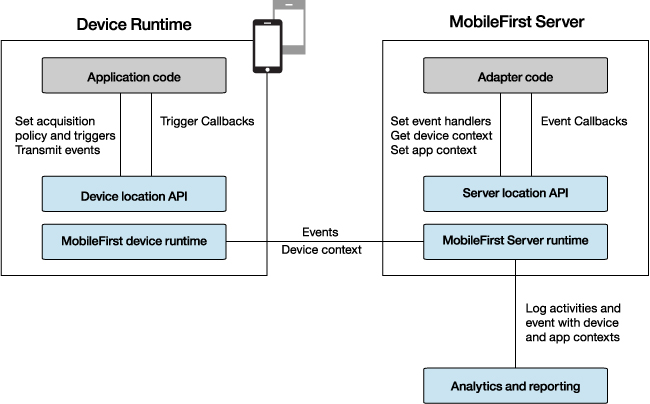 Device Runtime
MobileFirst Server
Application code
Adapter code
Set acquisition
policy and triggers
Transmit events
Trigger Callbacks
Set event handlers
Get device context
Set app context
Event Callbacks
Device location API
Server location API
MobileFirst device runtime
Events
Device context
MobileFirst Server runtime
Log activities and
event with device
and app contexts
Analytics and reporting